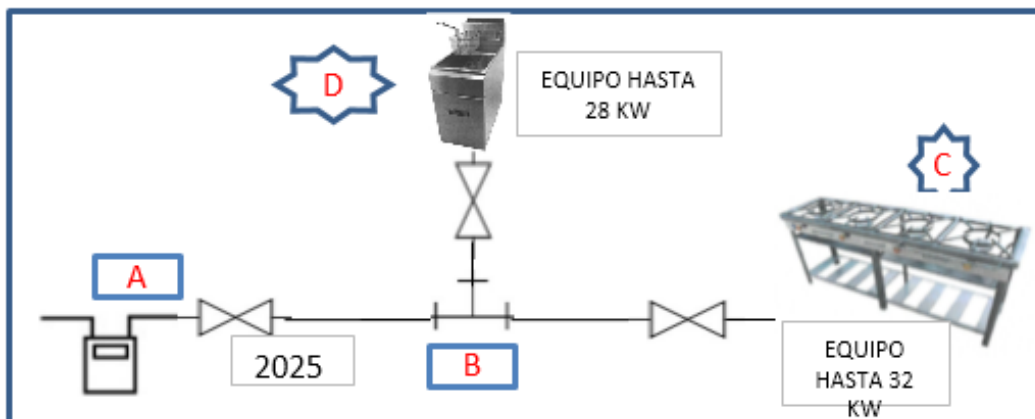 D
EQUIPO HASTA
28 KW
C
A
2025
B
EQUIPO
HASTA 32
KW